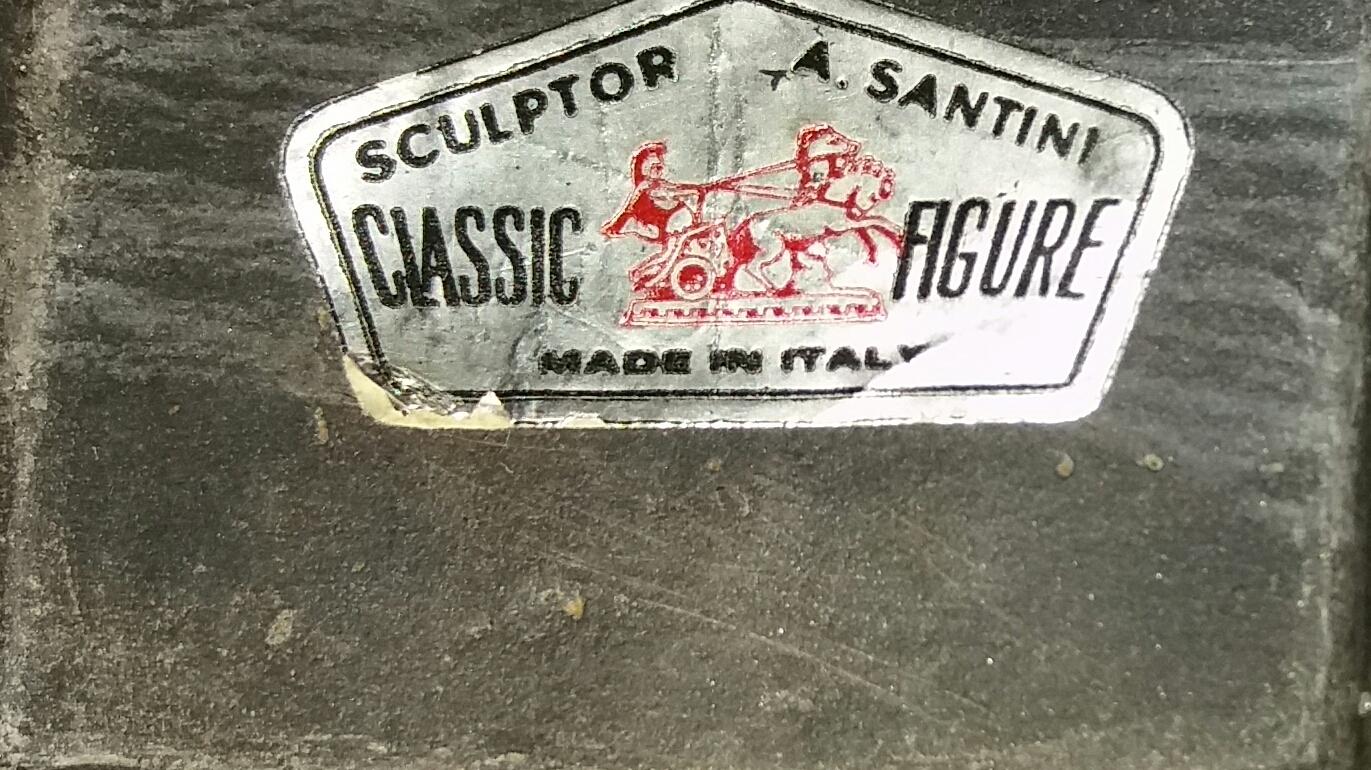 SCULPTOR A. SANTINI
CLASSIC FIGURE
MADE IN ITALY